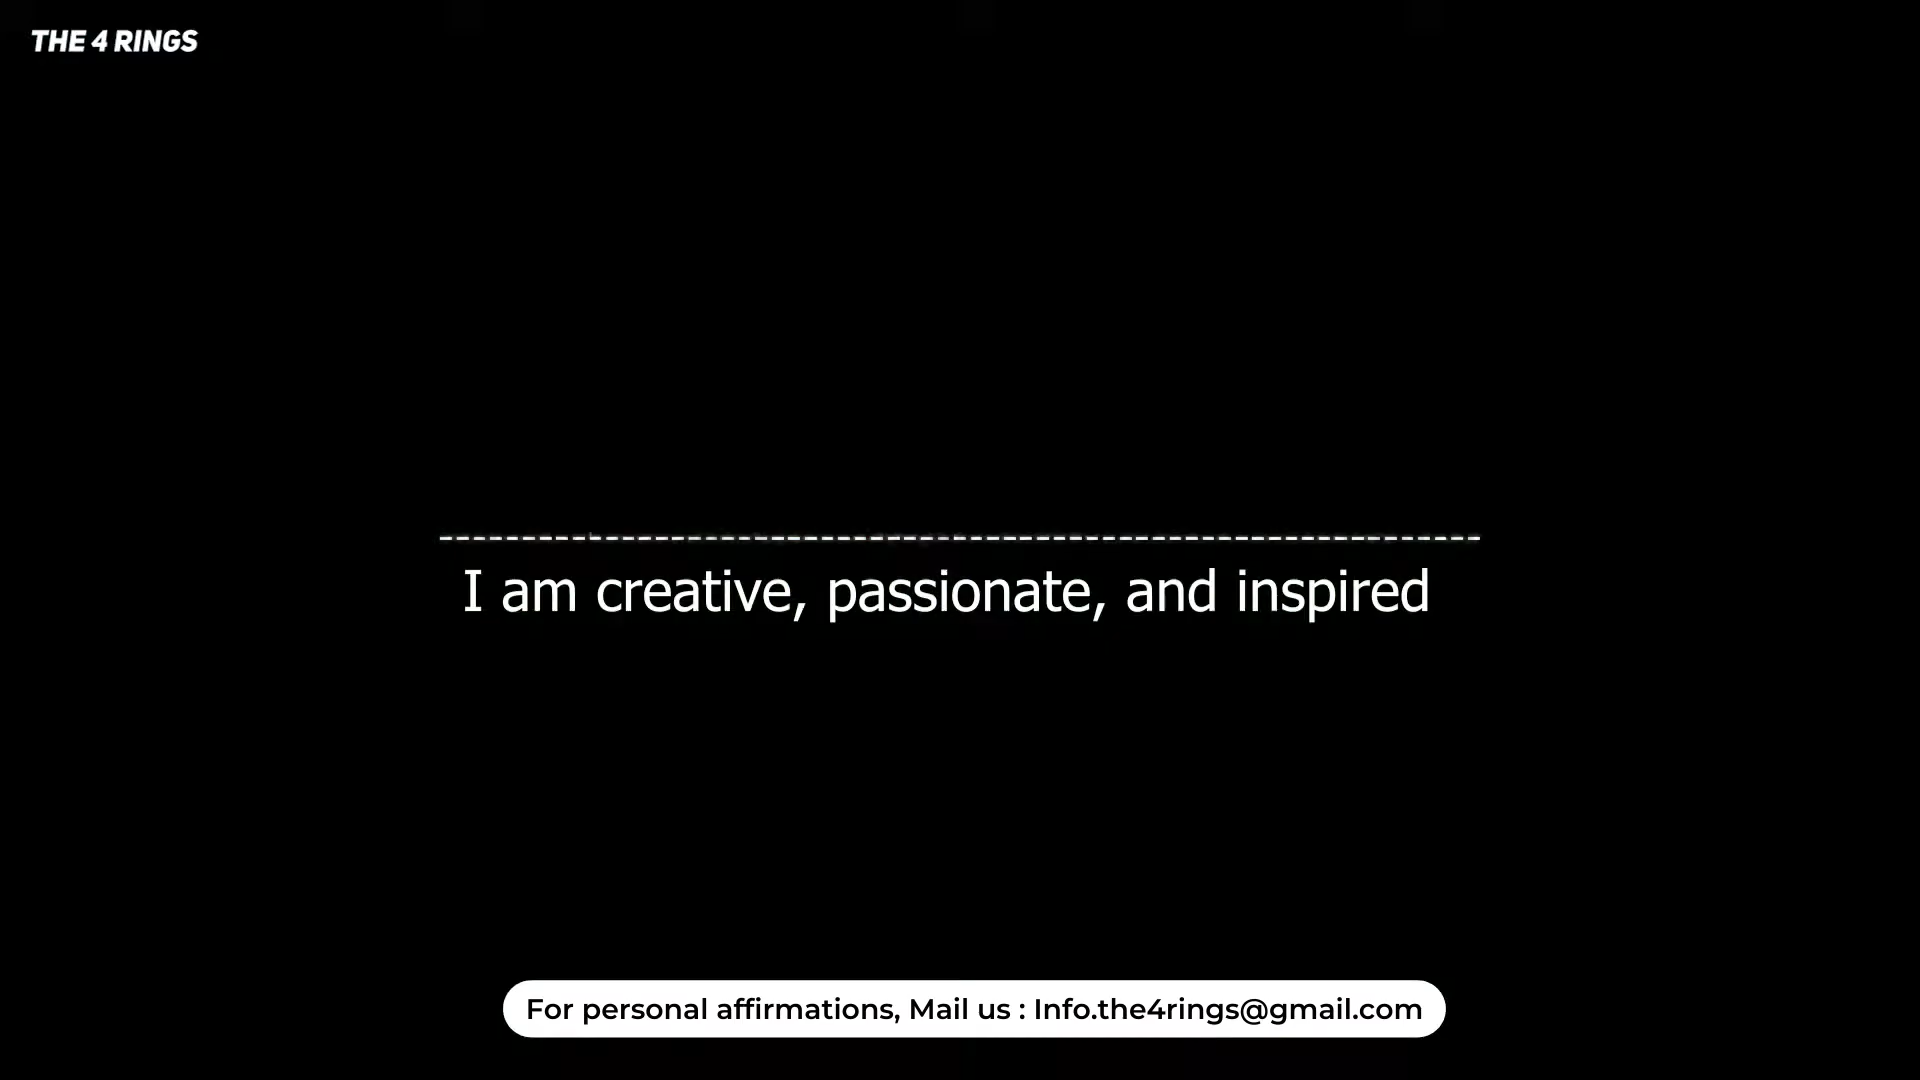 THE 4 RINGS
I am creative, passionate, and inspired
For personal affirmations, Mail us : Info.the4rings@gmail.com